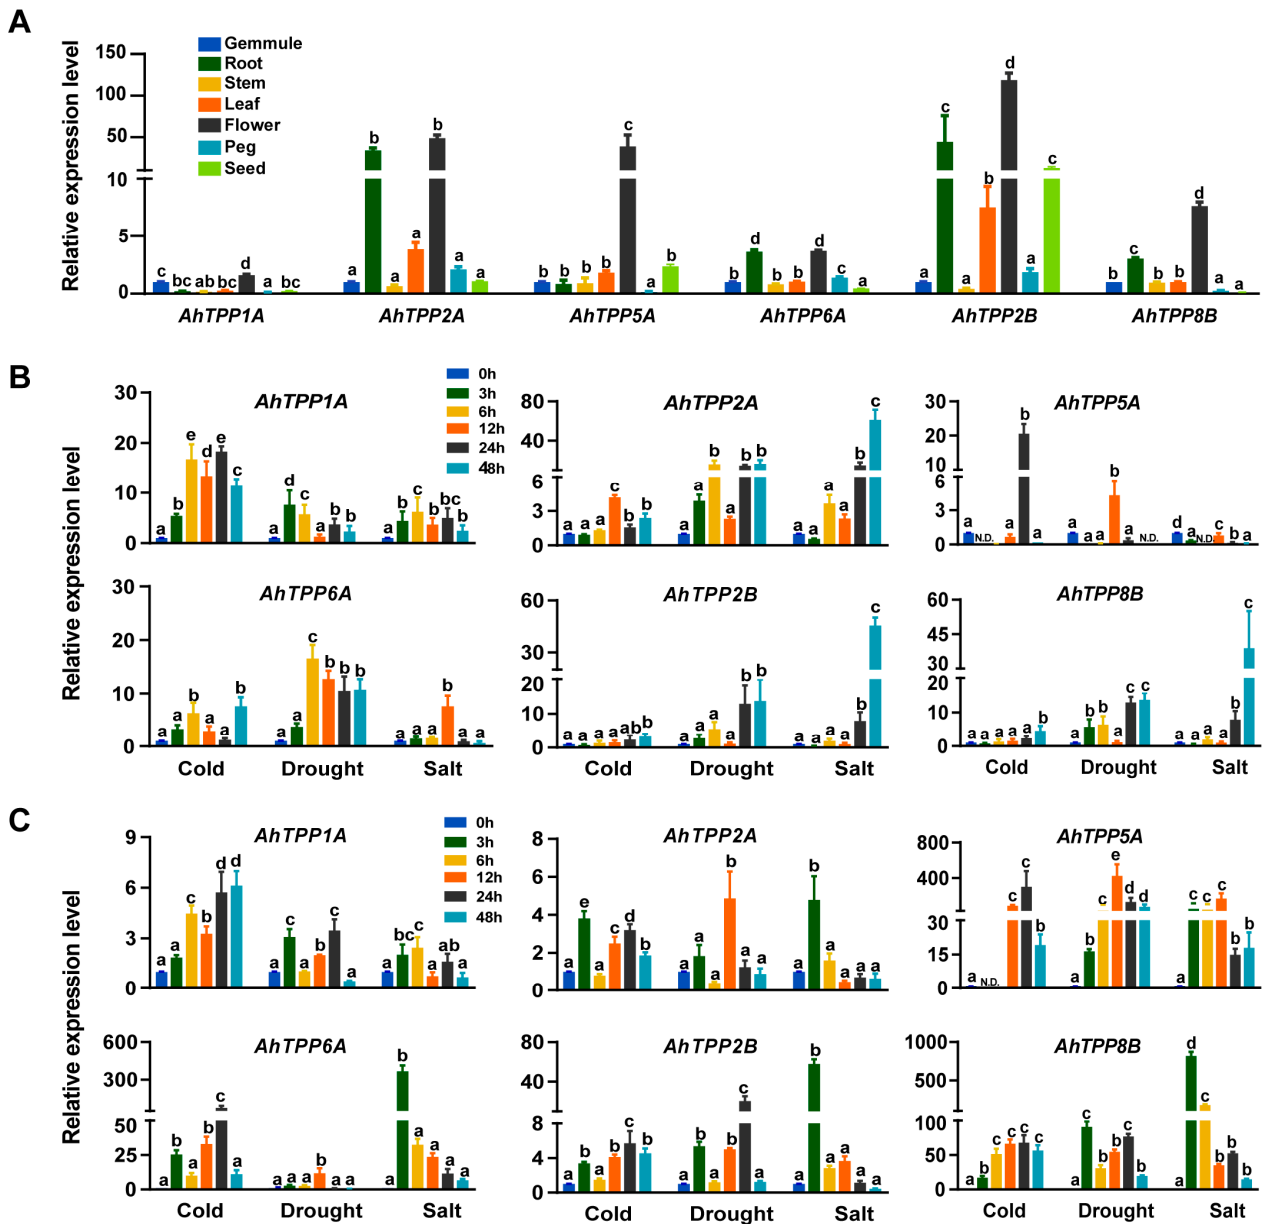 A
Relative expression level
150
100
50
10
5
0
Gemmule
Root
Stem
Leaf
Flower
Peg
Seed
c bc ab bc d a bc
a b a a b a a
b b b b c a b
b d b b d c a
a c a b d a c
b c b b d a a
AhTPP1A AhTPP2A AhTPP5A AhTPP6A AhTPP2B AhTPP8B
B
Relative expression level
0h
3h
6h
12h
24h
48h
AhTPP1A
30
20
10
0
a b e d e c
a d c a b b
a b c b bc b
AhTPP2A
80
40
6
3
0
a a a c b b
a a b a b b
a a a a b c
AhTPP5A
30
20
10
6
3
0
a N.D. a b a
a a a b a N.D.
d a N.D. c b a
AhTPP6A
30
20
10
0
a a b a a b
a a c b b b
a a a b a a
Cold Drought Salt
AhTPP2B
60
30
20
10
0
a a a a ab b
a a a a b b
a a a a b c
Cold Drought Salt
AhTPP8B
60
45
30
20
10
0
a a a a a b
a b b a c c
a a a a b c
Cold Drought Salt
C
Relative expression level
0h
3h
6h
12h
24h
48h
AhTPP1A
9
6
3
0
a a c b d d
a c a b c a
a bc c a ab a
AhTPP2A
8
6
4
2
0
a e a c d b
a a a b a a
a b a a a a
AhTPP5A
800
400
30
15
0
a N.D. c c b
a b c e d d
a c c c b b
AhTPP6A
600
300
50
25
0
a b a b c a
a a a b a a
a b a a a a
Cold Drought Salt
AhTPP2B
80
40
8
4
0
a b a b c b
a b a b c a
a b a a a a
Cold Drought Salt
AhTPP8B
1000
500
100
50
0
a b c c c c
a c b b c b
a d c b b b
Cold Drought Salt